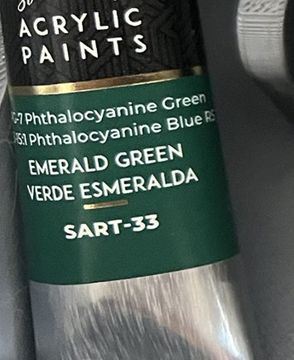 ACRYLIC
PAINTS
Phthalocyanine Green
Phthalocyanine Blue
EMERALD GREEN
VERDE ESMERALDA
SART-33